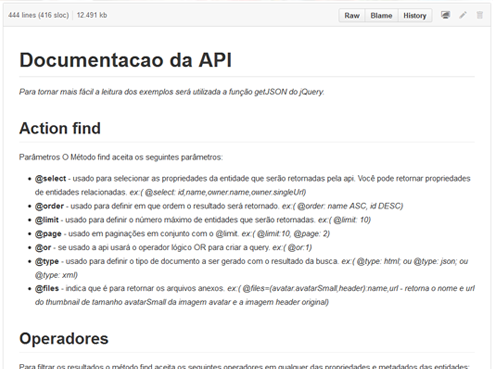 444 lines (416 sloc) 12.491 kb
Raw Blame History
Documentacao da API
Para tornar mais fácil a leitura dos exemplos será utilizada a função getJSON do jQuery.
Action find
Parâmetros O Método find aceita os seguintes parâmetros:
@select - usado para selecionar as propriedades da entidade que serão retornadas pela api. Você pode retornar propriedades
de entidades relacionadas. ex:( @select: id,name,owner.name,owner.singleUrl)
@order - usado para definir em que ordem o resultado será retornado. ex:( @order: name ASC, id DESC)
@limit - usado para definir o número máximo de entidades que serão retornadas. ex:( @limit: 10)
@page - usado em paginações em conjunto com o @limit. ex:( @limit:10, @page: 2)
@or - se usado a api usará o operador lógico OR para criar a query. ex:( @or:1)
@type - usado para definir o tipo de documento a ser gerado com o resultado da busca. ex:( @type: html; ou @type: json; ou
@type: xml)
@files - indica que é para retornar os arquivos anexos. ex:( @files=(avatar.avatarSmall,header):name,url - retorna o nome e url
do thumbnail de tamanho avatarSmall da imagem avatar e a imagem header original)
Operadores
Para filtrar os resultados o método find aceita os seguintes operadores em qualquer das propriedades e metadados das entidades: